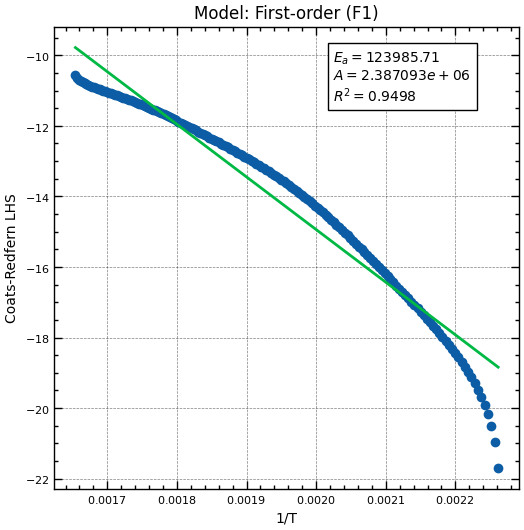 Model: First-order (F1)
E_a = 123985.71
A = 2.387093e + 06
R² = 0.9498
Coats-Redfern LHS
−10
−12
−14
−16
−18
−20
−22
0.0017 0.0018 0.0019 0.0020 0.0021 0.0022
1/T